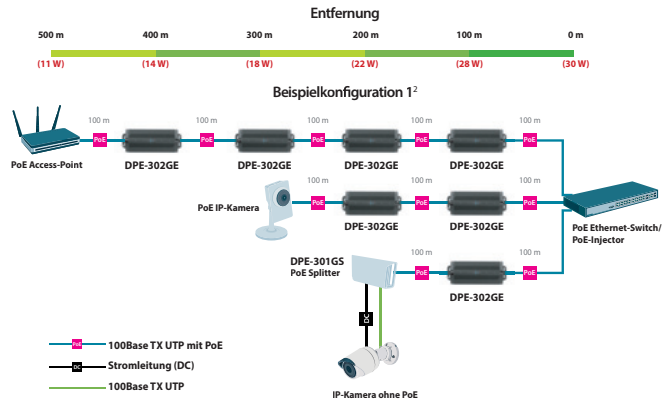 Entfernung
500 m 400 m 300 m 200 m 100 m 0 m
(11 W) (14 W) (18 W) (22 W) (28 W) (30 W)
Beispielkonfiguration 1²
100 m 100 m 100 m 100 m 100 m
PoE PoE PoE PoE PoE
PoE Access-Point DPE-302GE DPE-302GE DPE-302GE DPE-302GE
100 m 100 m 100 m
PoE IP-Kamera PoE PoE PoE
DPE-302GE DPE-302GE
PoE Ethernet-Switch/
PoE-Injector
DPE-301GS
PoE Splitter
100 m 100 m
PoE PoE
DPE-302GE
DC
PoE 100Base TX UTP mit PoE
DC Stromleitung (DC)
100Base TX UTP
IP-Kamera ohne PoE